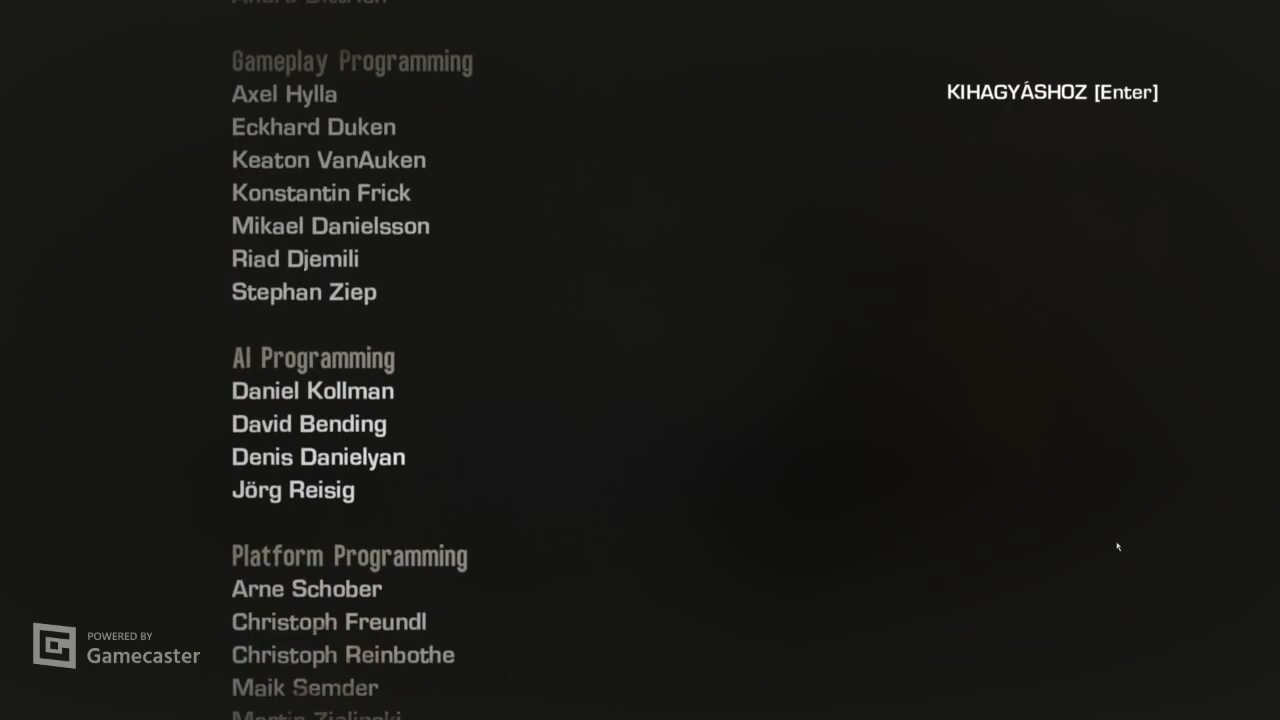 Gameplay Programming
Axel Hylla
Eckhard Duken
Keaton VanAuken
Konstantin Frick
Mikael Danielsson
Riad Djemili
Stephan Ziep
KIHAGYÁSHOZ [Enter]
AI Programming
Daniel Kollman
David Bending
Denis Danielyan
Jörg Reisig
Platform Programming
Arne Schober
Christoph Freundl
Christoph Reinbothe
Maik Semder
POWERED BY
Gamecaster